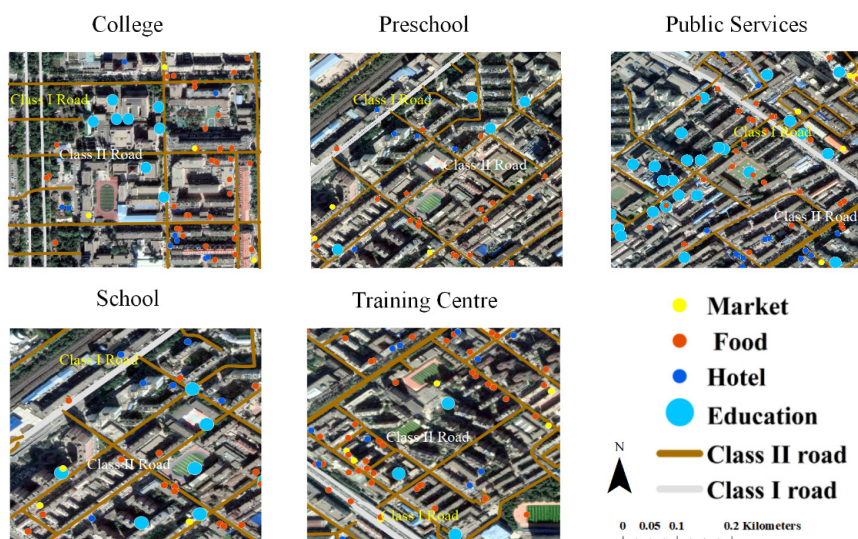 College
Preschool
Public Services
Class I Road
Class II Road
Class I Road
Class II Road
Class I Road
Class II Road
School
Training Centre
Class I Road
Class II Road
Class II Road
Class I Road
Market
Food
Hotel
Education
Class II road
Class I road
N
0 0.05 0.1 0.2 Kilometers